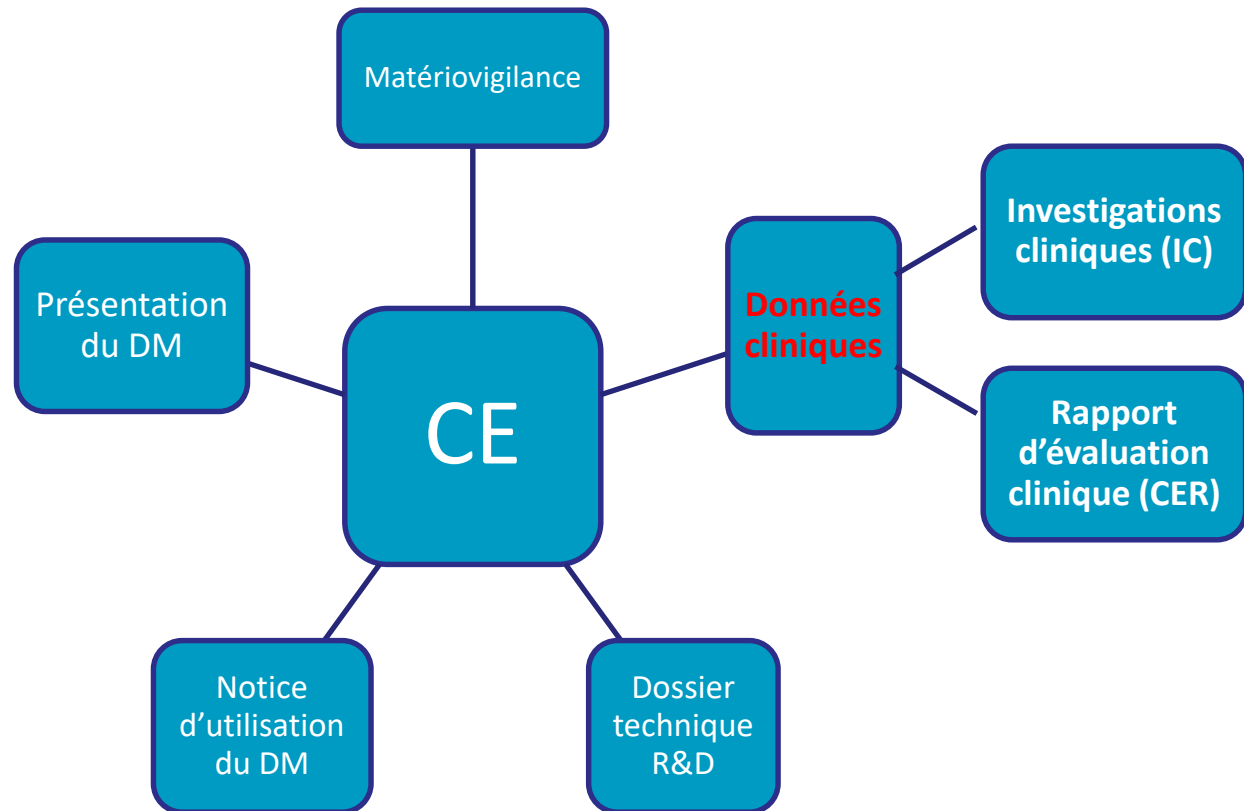 Matériovigilance
Investigations
cliniques (IC)
Présentation
du DM
Données
cliniques
CE
Rapport
d’évaluation
clinique (CER)
Notice
d’utilisation
du DM
Dossier
technique
R&D